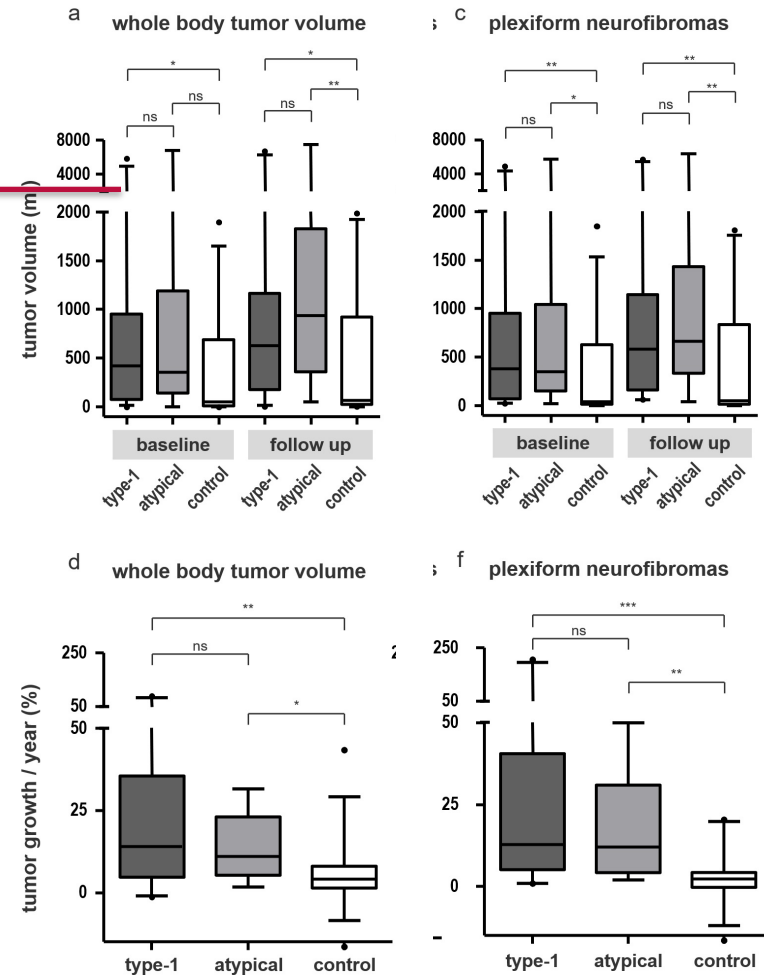 a
whole body tumor volume
*
*
ns
ns
ns
**
8000
4000
2000
1500
1000
500
0
tumor volume (m
baseline
follow up
type-1
atypical
control
type-1
atypical
control
s
c
plexiform neurofibromas
**
**
ns
*
ns
**
8000
4000
2000
1500
1000
500
0
baseline
follow up
type-1
atypical
control
type-1
atypical
control
d
whole body tumor volume
**
ns
*
250
50
50
25
0
tumor growth / year (%)
type-1
atypical
control
s
f
plexiform neurofibromas
***
ns
**
2
250
50
50
25
0
type-1
atypical
control